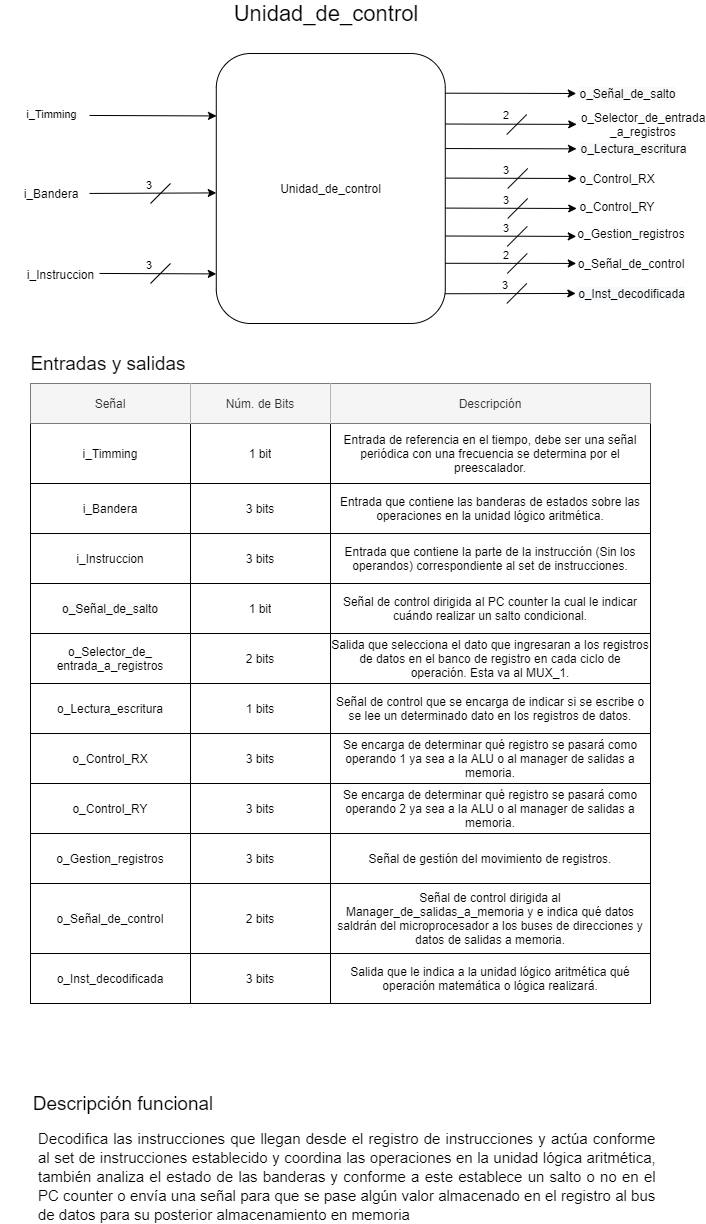 Unidad_de_control
i_Timming
i_Bandera
3
i_Instruccion
3
Unidad_de_control
o_Señal_de_salto
2
o_Selector_de_entrada
_a_registros
o_Lectura_escritura
3
o_Control_RX
3
o_Control_RY
3
o_Gestion_registros
2
o_Señal_de_control
3
o_Inst_decodificada
Entradas y salidas
Señal
Núm. de Bits
Descripción
i_Timming
1 bit
Entrada de referencia en el tiempo, debe ser una señal
periódica con una frecuencia se determina por el
preescalador.
i_Bandera
3 bits
Entrada que contiene las banderas de estados sobre las
operaciones en la unidad lógico aritmética.
i_Instruccion
3 bits
Entrada que contiene la parte de la instrucción (Sin los
operandos) correspondiente al set de instrucciones.
o_Señal_de_salto
1 bit
Señal de control dirigida al PC counter la cual le indicar
cuándo realizar un salto condicional.
o_Selector_de_
entrada_a_registros
2 bits
Salida que selecciona el dato que ingresaran a los registros
de datos en el banco de registro en cada ciclo de
operación. Esta va al MUX_1.
o_Lectura_escritura
1 bits
Señal de control que se encarga de indicar si se escribe o
se lee un determinado dato en los registros de datos.
o_Control_RX
3 bits
Se encarga de determinar qué registro se pasará como
operando 1 ya sea a la ALU o al manager de salidas a
memoria.
o_Control_RY
3 bits
Se encarga de determinar qué registro se pasará como
operando 2 ya sea a la ALU o al manager de salidas a
memoria.
o_Gestion_registros
3 bits
Señal de gestión del movimiento de registros.
o_Señal_de_control
2 bits
Señal de control dirigida al
Manager_de_salidas_a_memoria y e indica qué datos
saldrán del microprocesador a los buses de direcciones y
datos de salidas a memoria.
o_Inst_decodificada
3 bits
Salida que le indica a la unidad lógico aritmética qué
operación matemática o lógica realizará.
Descripción funcional
Decodifica las instrucciones que llegan desde el registro de instrucciones y actúa conforme
al set de instrucciones establecido y coordina las operaciones en la unidad lógica aritmética,
también analiza el estado de las banderas y conforme a este establece un salto o no en el
PC counter o envía una señal para que se pase algún valor almacenado en el registro al bus
de datos para su posterior almacenamiento en memoria